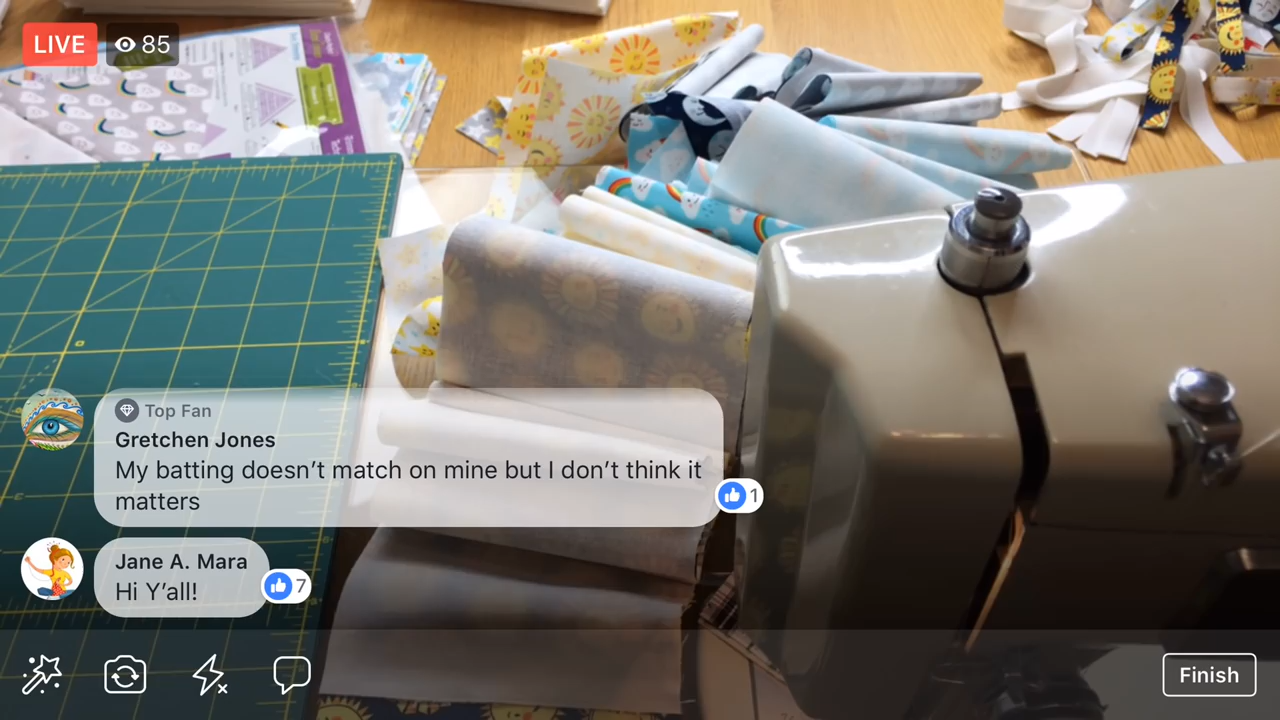 LIVE
85
Top Fan
Gretchen Jones
My batting doesn’t match on mine but I don’t think it
matters
1
Jane A. Mara
Hi Y’all!
7
Finish